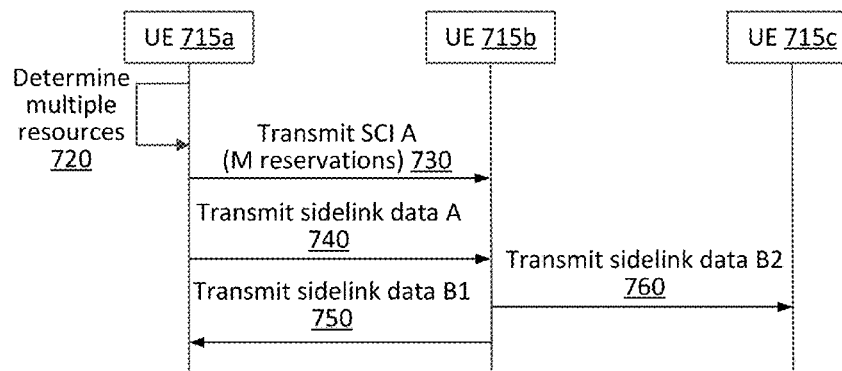 UE 715a
UE 715b
UE 715c
Determine
multiple
resources
720
Transmit SCI A
(M reservations) 730
Transmit sidelink data A
740
Transmit sidelink data B2
760
Transmit sidelink data B1
750